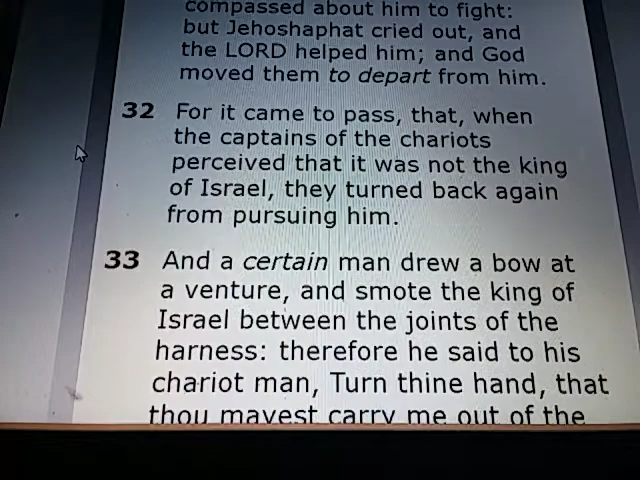 compassed about him to fight:
but Jehoshaphat cried out, and
the LORD helped him; and God
moved them to depart from him.
32 For it came to pass, that, when
the captains of the chariots
perceived that it was not the king
of Israel, they turned back again
from pursuing him.
33 And a certain man drew a bow at
a venture, and smote the king of
Israel between the joints of the
harness: therefore he said to his
chariot man, Turn thine hand, that
thou mayest carry me out of the